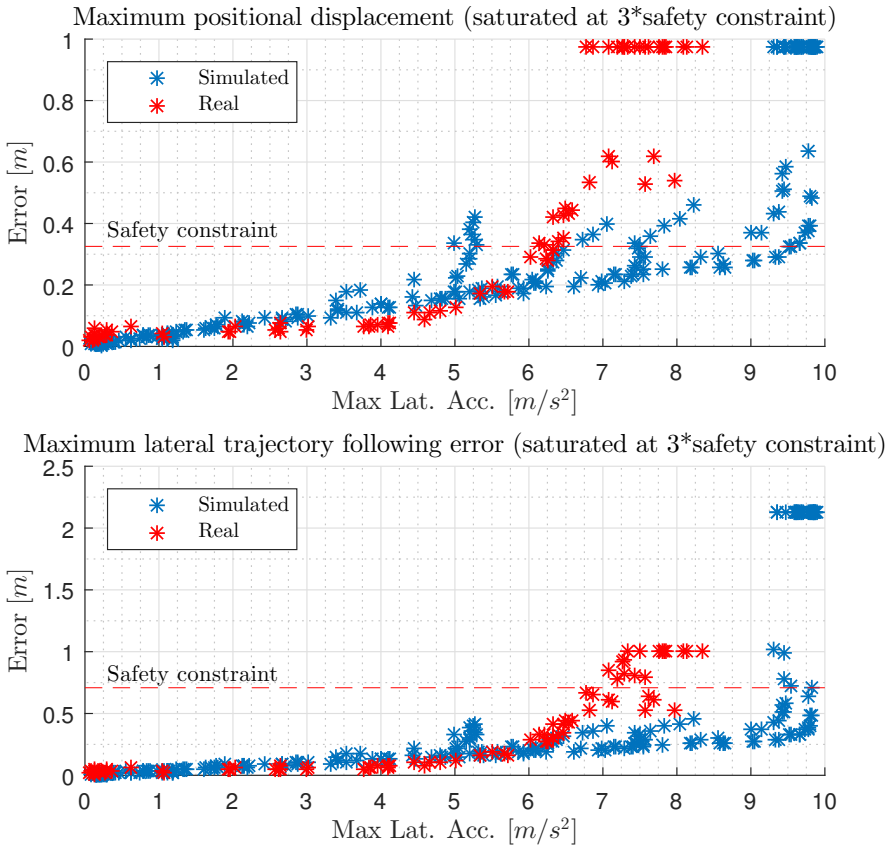 Maximum positional displacement (saturated at 3*safety constraint)
1
0.8
0.6
0.4
0.2
0
Error [m]
Simulated
Real
Safety constraint
0 1 2 3 4 5 6 7 8 9 10
Max Lat. Acc. [m/s²]
Maximum lateral trajectory following error (saturated at 3*safety constraint)
2.5
2
1.5
1
0.5
0
Error [m]
Simulated
Real
Safety constraint
0 1 2 3 4 5 6 7 8 9 10
Max Lat. Acc. [m/s²]